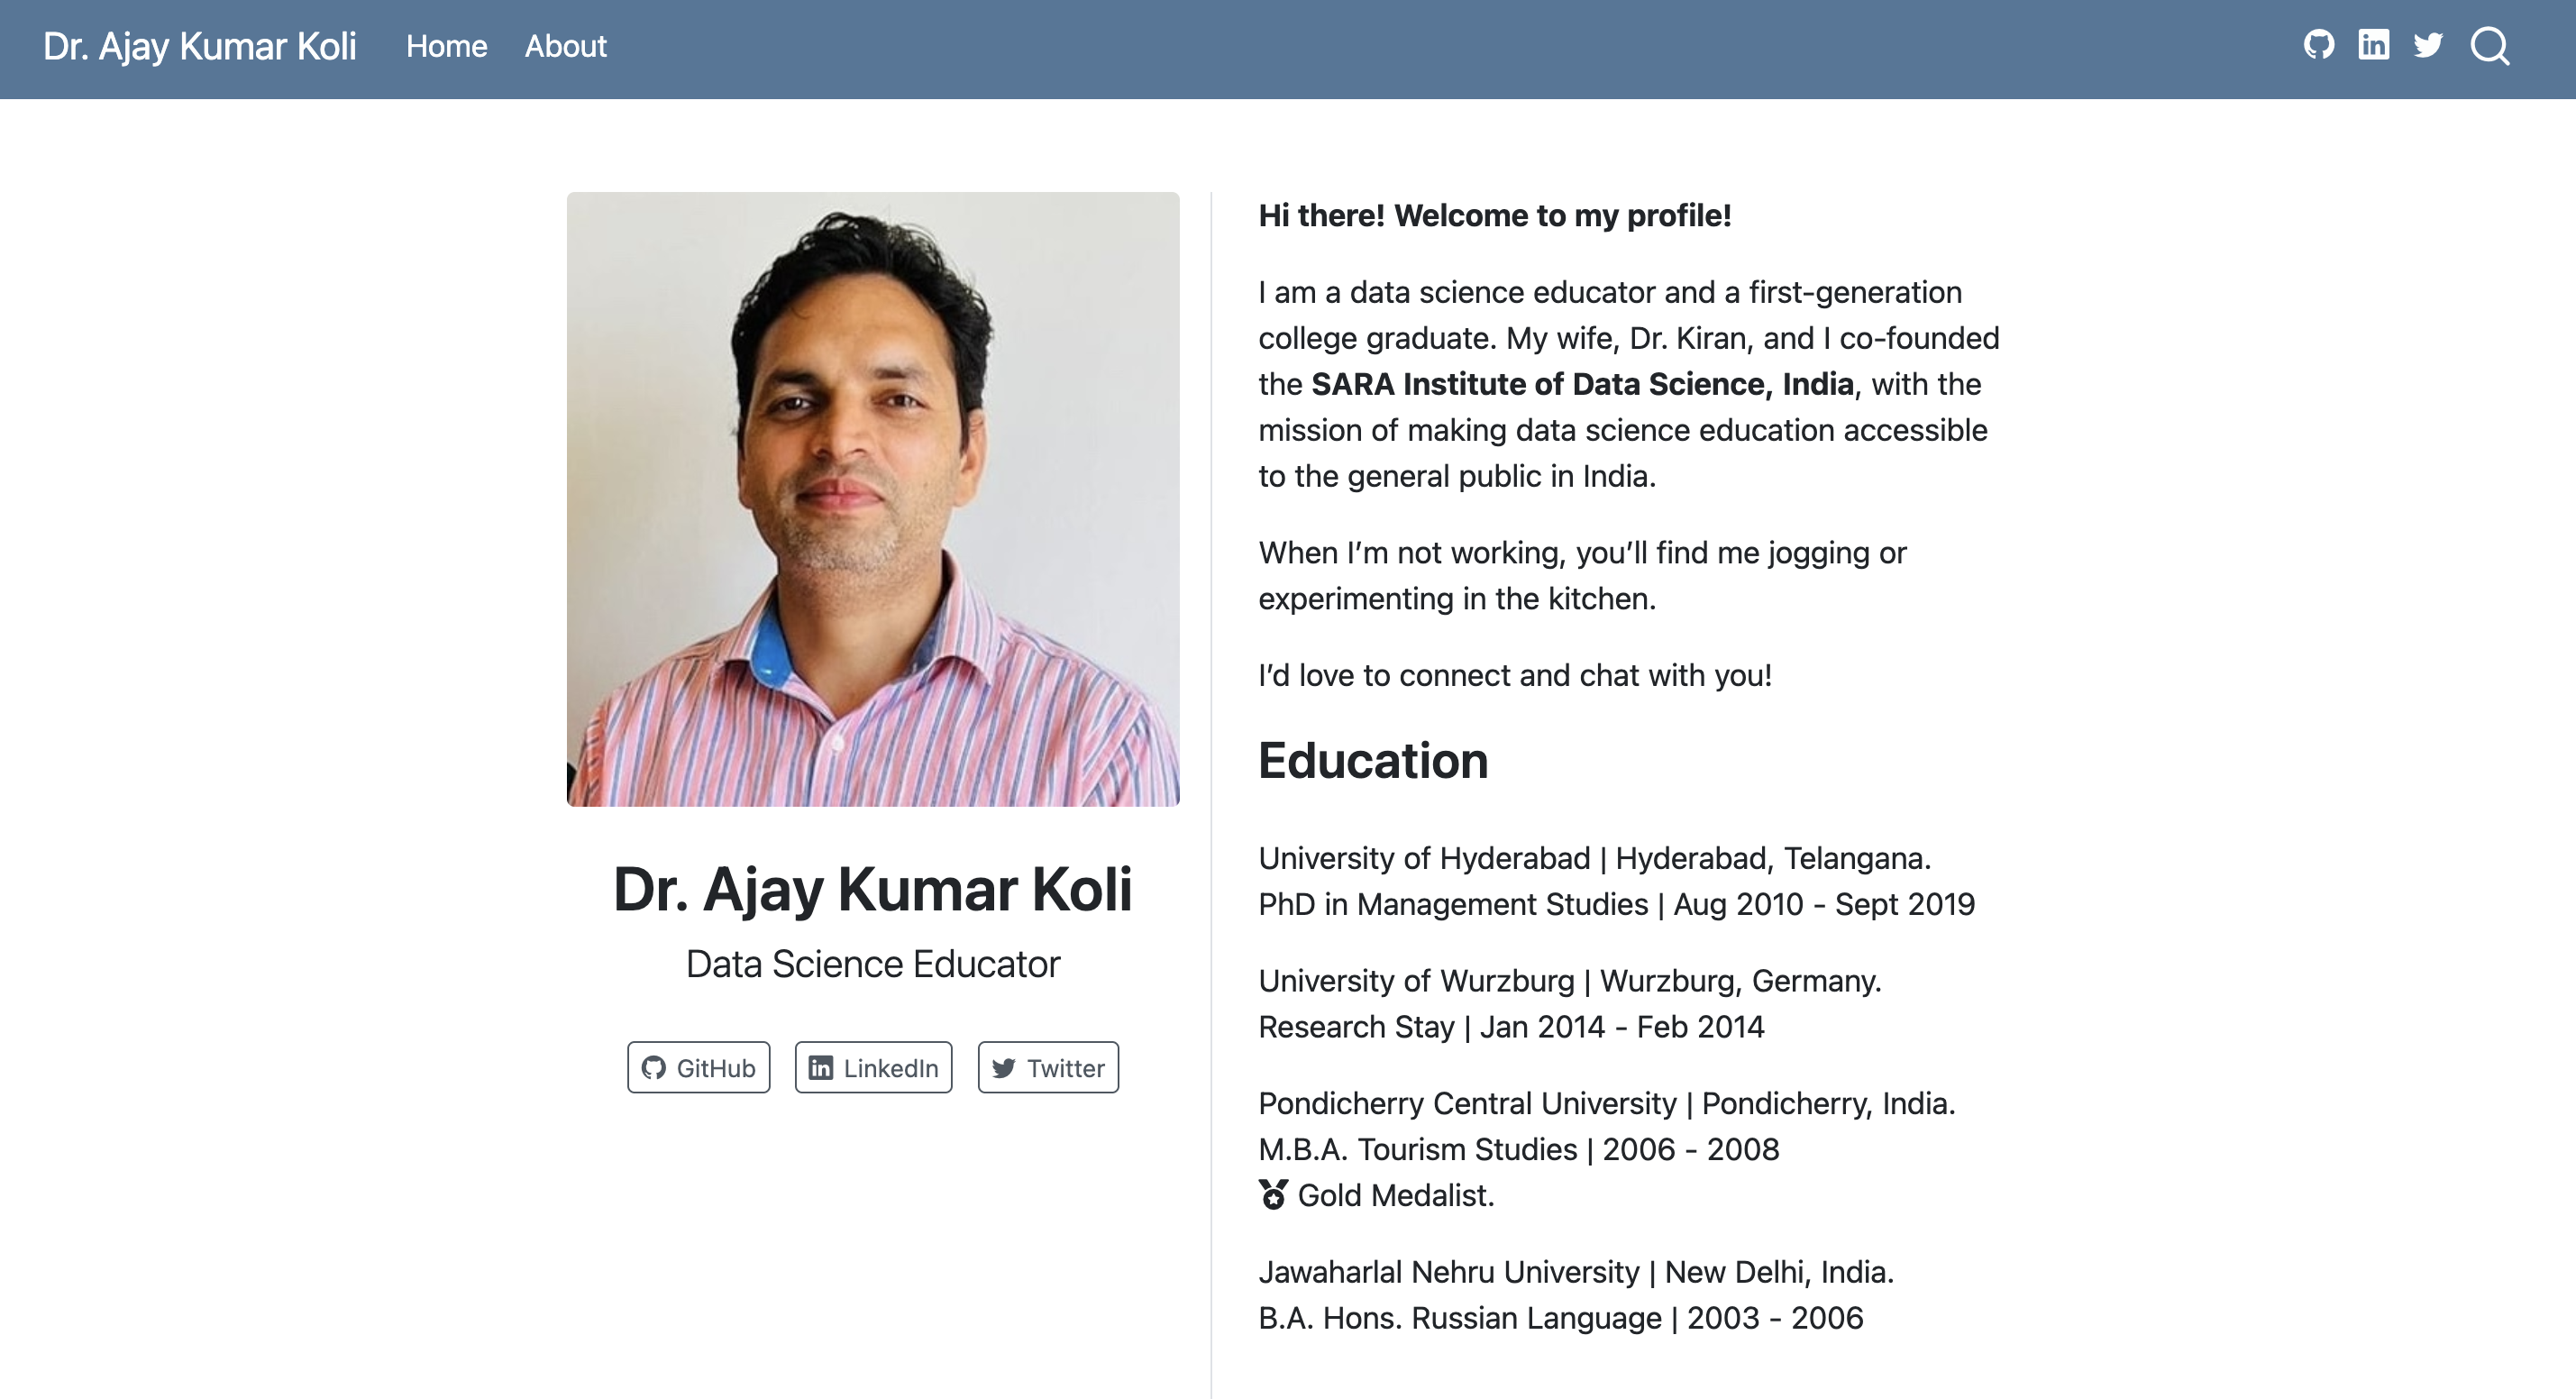 Dr. Ajay Kumar Koli Home About
Dr. Ajay Kumar Koli
Data Science Educator
GitHub LinkedIn Twitter
Hi there! Welcome to my profile!
I am a data science educator and a first-generation
college graduate. My wife, Dr. Kiran, and I co-founded
the SARA Institute of Data Science, India, with the
mission of making data science education accessible
to the general public in India.
When I’m not working, you’ll find me jogging or
experimenting in the kitchen.
I’d love to connect and chat with you!
Education
University of Hyderabad | Hyderabad, Telangana.
PhD in Management Studies | Aug 2010 - Sept 2019
University of Wurzburg | Wurzburg, Germany.
Research Stay | Jan 2014 - Feb 2014
Pondicherry Central University | Pondicherry, India.
M.B.A. Tourism Studies | 2006 - 2008
Gold Medalist.
Jawaharlal Nehru University | New Delhi, India.
B.A. Hons. Russian Language | 2003 - 2006